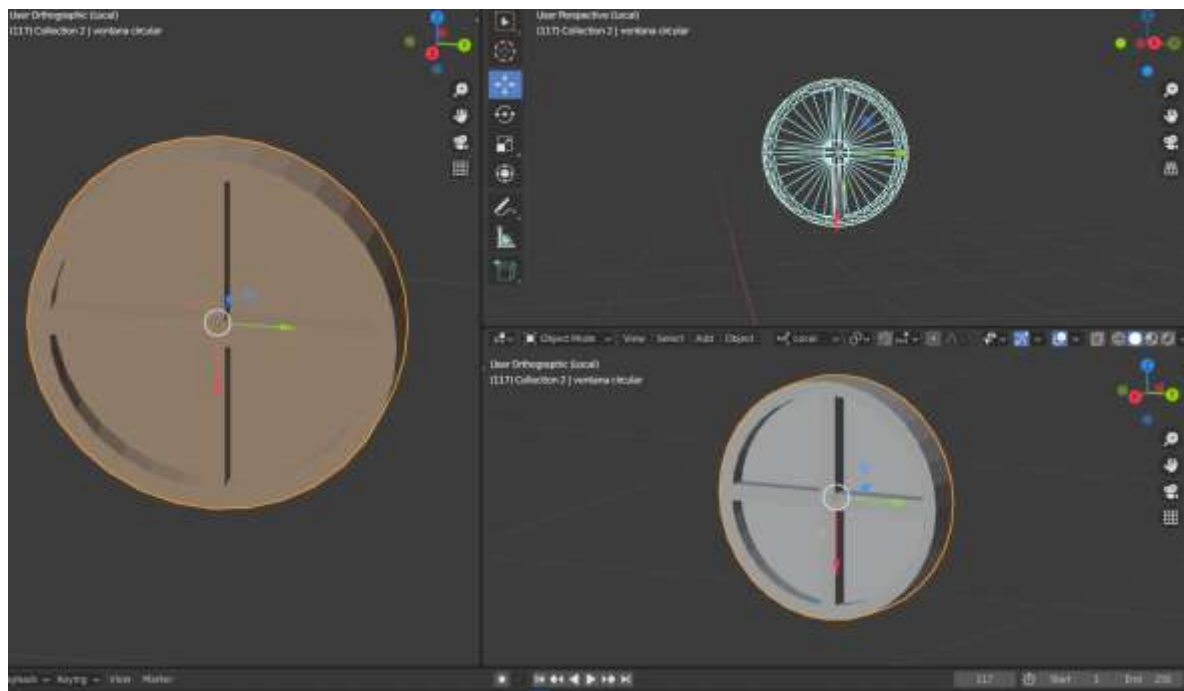 User Orthographic (Local)
(117) Collection 2 | ventana circular
User Perspective (Local)
(117) Collection 2 | ventana circular
Object Mode View Select Add Object Local
User Orthographic (Local)
(117) Collection 2 | ventana circular
Playback Keying View Marker 117 Start 1 End 250